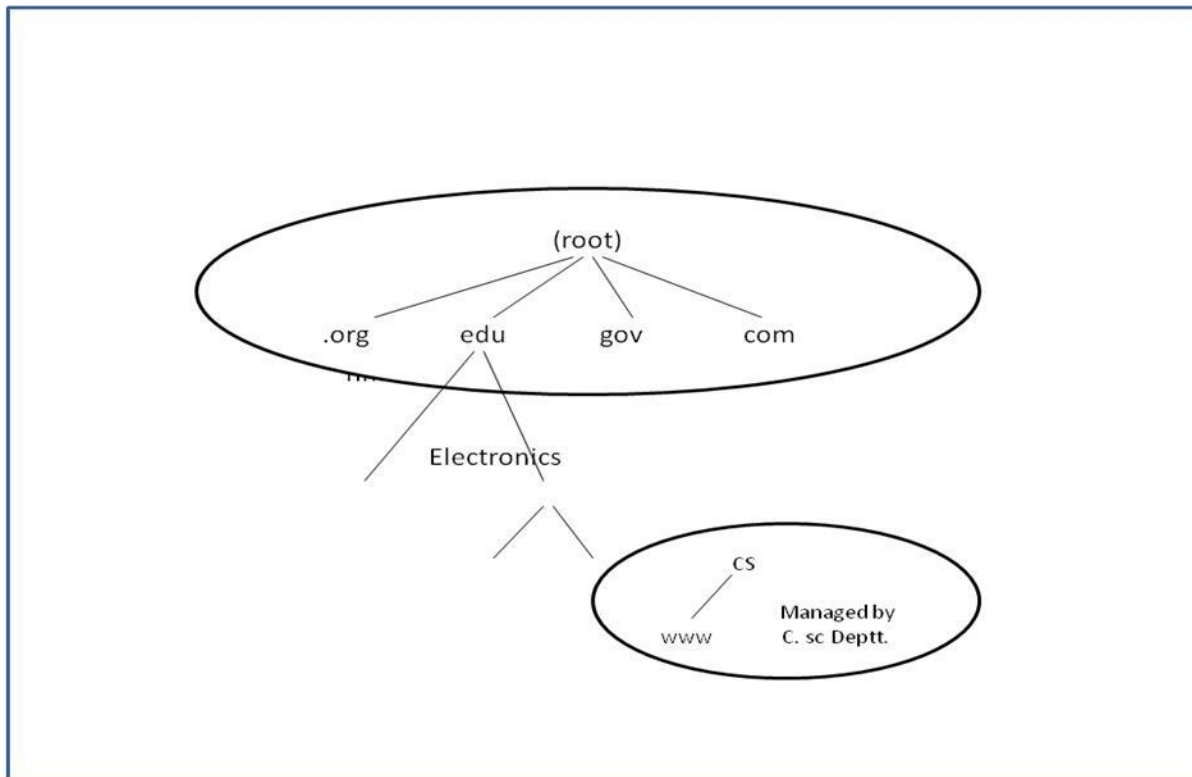 (root)
.org edu gov com
Electronics
cs
www
Managed by
C. sc Deptt.